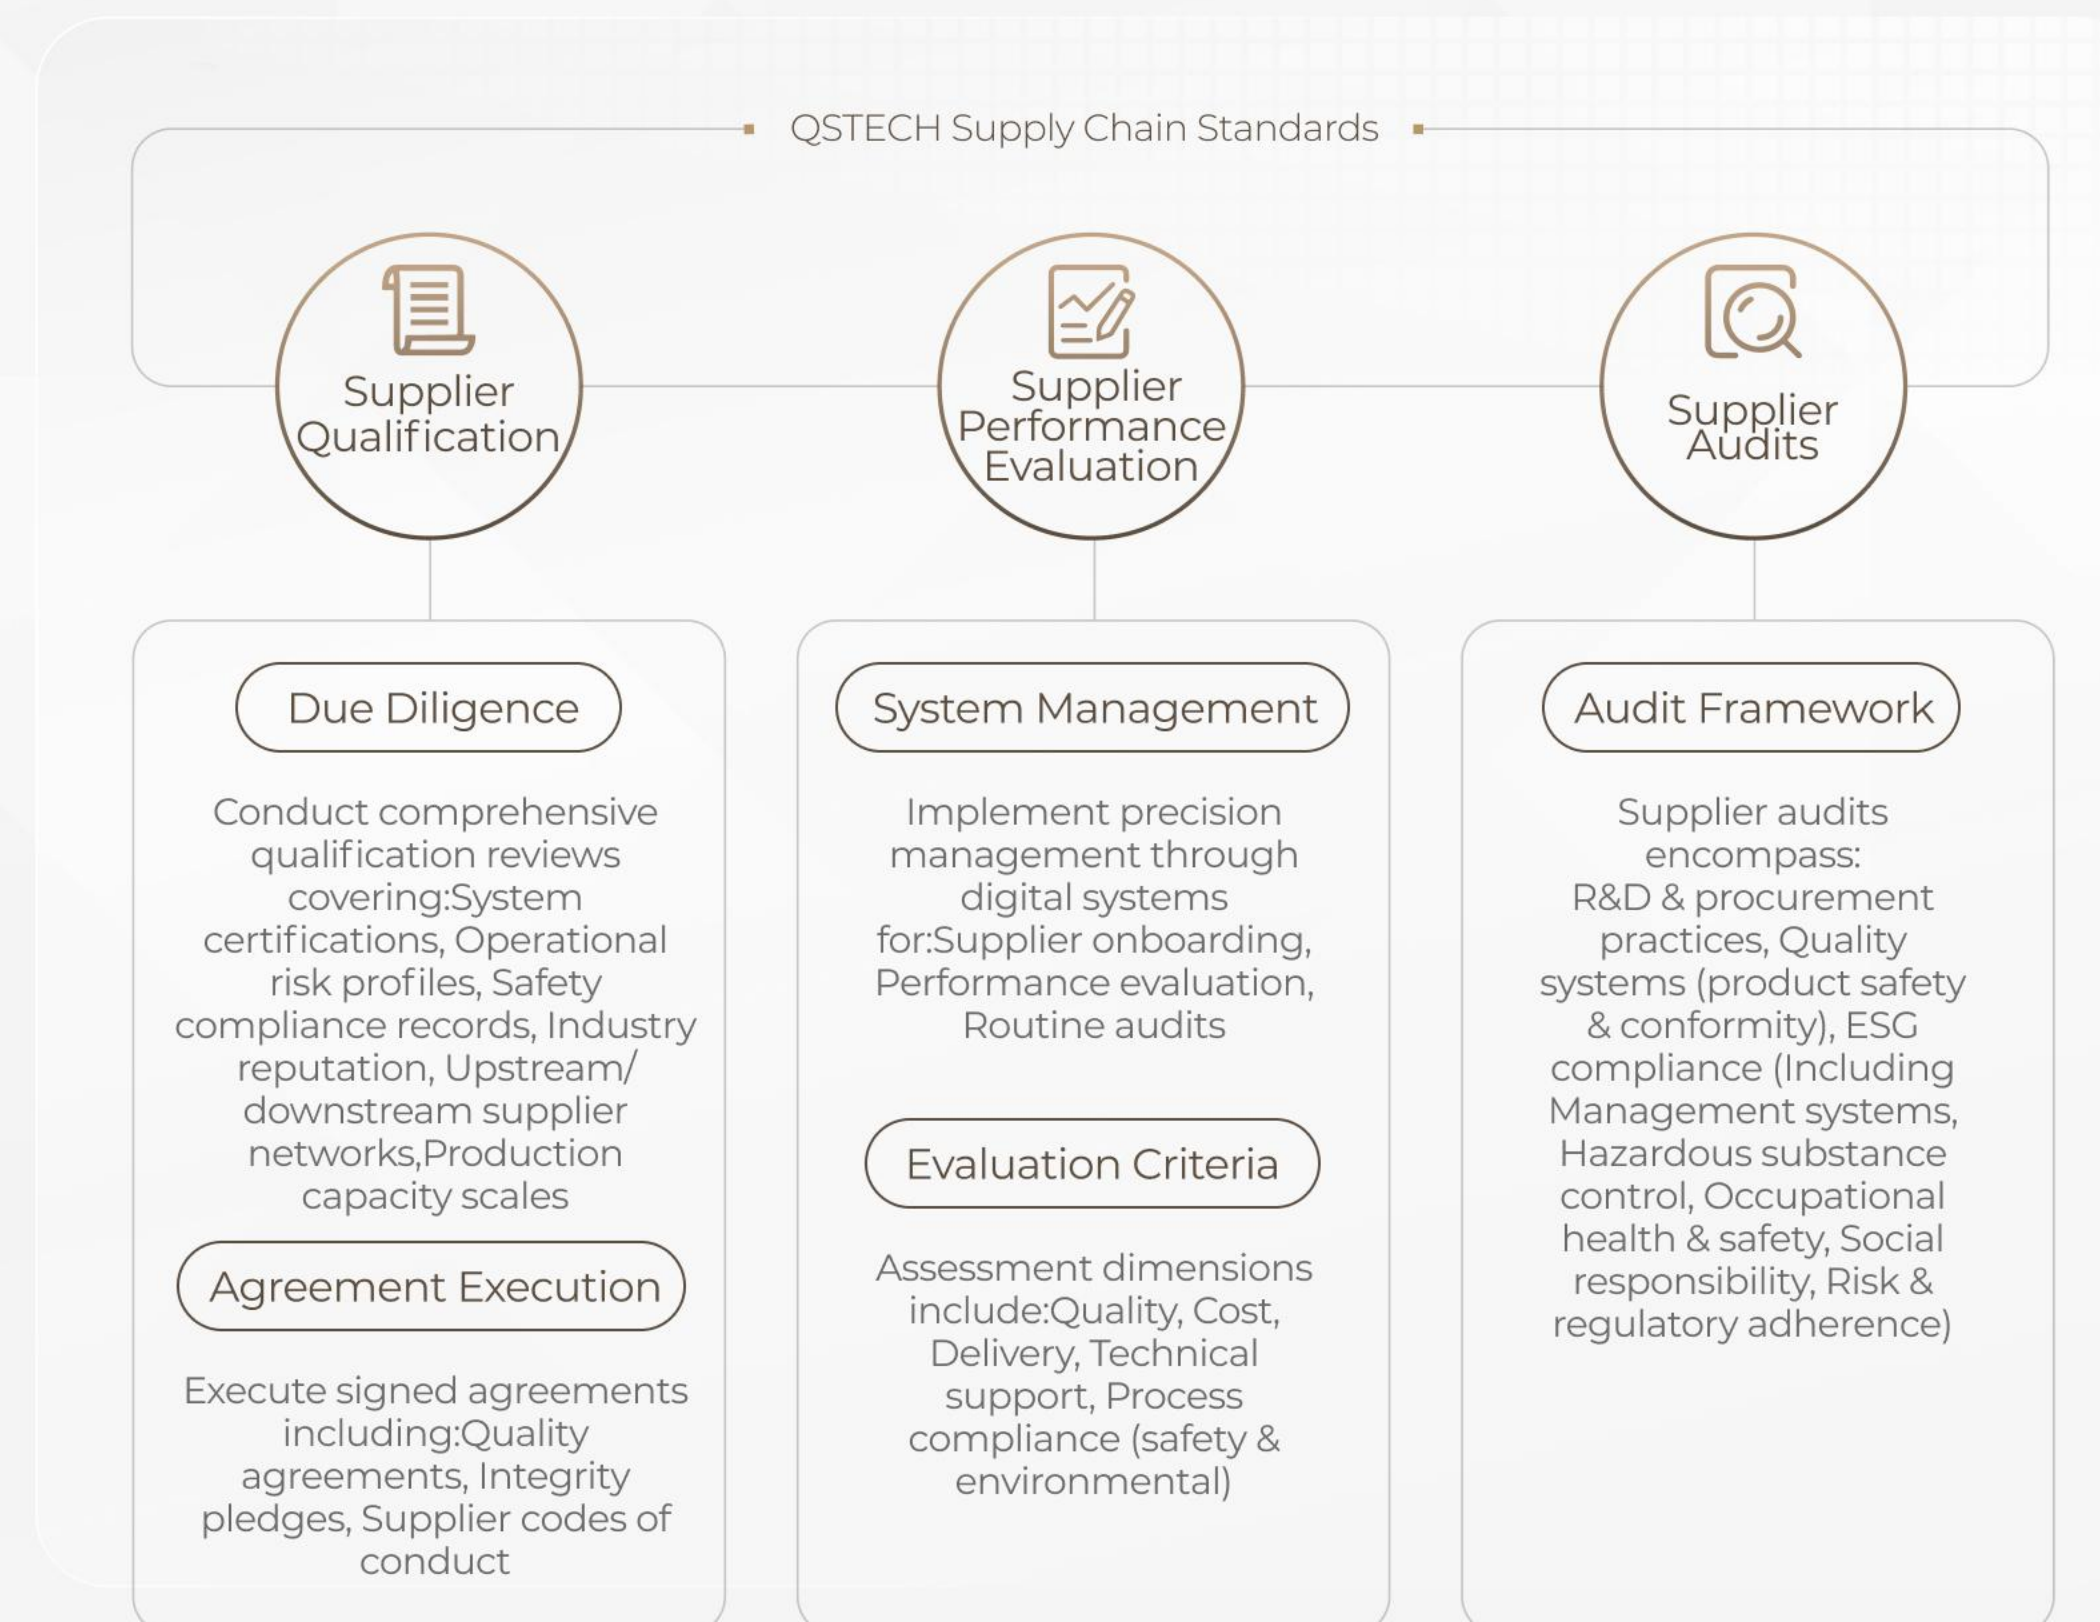 QSTECH Supply Chain Standards
Supplier
Qualification
Supplier
Performance
Evaluation
Supplier
Audits
Due Diligence
Conduct comprehensive
qualification reviews
covering:System
certifications, Operational
risk profiles, Safety
compliance records, Industry
reputation, Upstream/
downstream supplier
networks,Production
capacity scales
Agreement Execution
Execute signed agreements
including:Quality
agreements, Integrity
pledges, Supplier codes of
conduct
System Management
Implement precision
management through
digital systems
for:Supplier onboarding,
Performance evaluation,
Routine audits
Evaluation Criteria
Assessment dimensions
include:Quality, Cost,
Delivery, Technical
support, Process
compliance (safety &
environmental)
Audit Framework
Supplier audits
encompass:
R&D & procurement
practices, Quality
systems (product safety
& conformity), ESG
compliance (Including
Management systems,
Hazardous substance
control, Occupational
health & safety, Social
responsibility, Risk &
regulatory adherence)